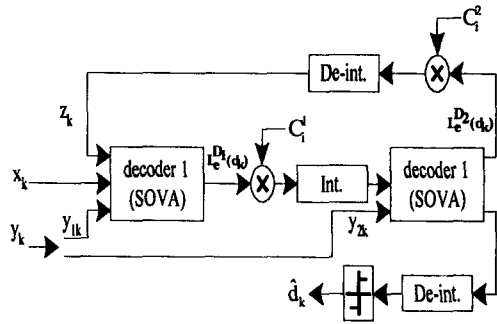 C_i^2
De-int.
z_k
L_e^{D2}(d_k)
C_i^1
L_e^{D1}(d_k)
x_k
decoder 1
(SOVA)
Int.
decoder 1
(SOVA)
y_k
y_{1k}
y_{2k}
d̂_k
De-int.